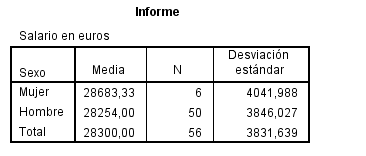 Informe
Salario en euros
Sexo Media N Desviación estándar
Mujer 28683,33 6 4041,988
Hombre 28254,00 50 3846,027
Total 28300,00 56 3831,639